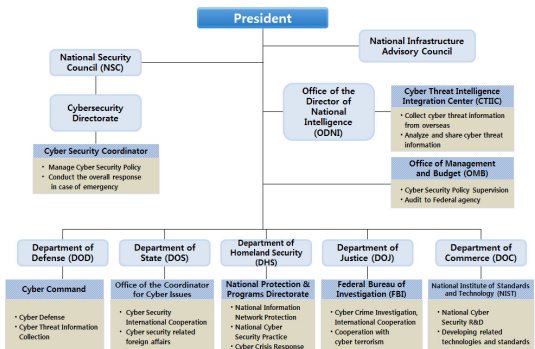 President
National Infrastructure
Advisory Council
National Security
Council (NSC)
Cybersecurity
Directorate
Cyber Security Coordinator
• Manage Cyber Security Policy
• Conduct the overall response
in case of emergency
Office of the
Director of
National
Intelligence
(ODNI)
Cyber Threat Intelligence
Integration Center (CTIIC)
• Collect cyber threat information
from overseas
• Analyze and share cyber threat
information
Office of Management
and Budget (OMB)
• Cyber Security Policy Supervision
• Audit to Federal agency
Department of
Defense (DOD)
Cyber Command
• Cyber Defense
• Cyber Threat Information
Collection
Department of
State (DOS)
Office of the Coordinator
for Cyber Issues
• Cyber Security
International Cooperation
• Cyber security related
foreign affairs
Department of
Homeland Security
(DHS)
National Protection &
Programs Directorate
• National Information
Network Protection
• National Cyber
Security Practice
• Cyber Crisis Response
Department of
Justice (DOJ)
Federal Bureau of
Investigation (FBI)
• Cyber Crime Investigation,
International Cooperation
• Cooperation with
cyber terrorism
Department of
Commerce (DOC)
National Institute of Standards
and Technology (NIST)
• National Cyber
Security R&D
• Developing related
technologies and standards